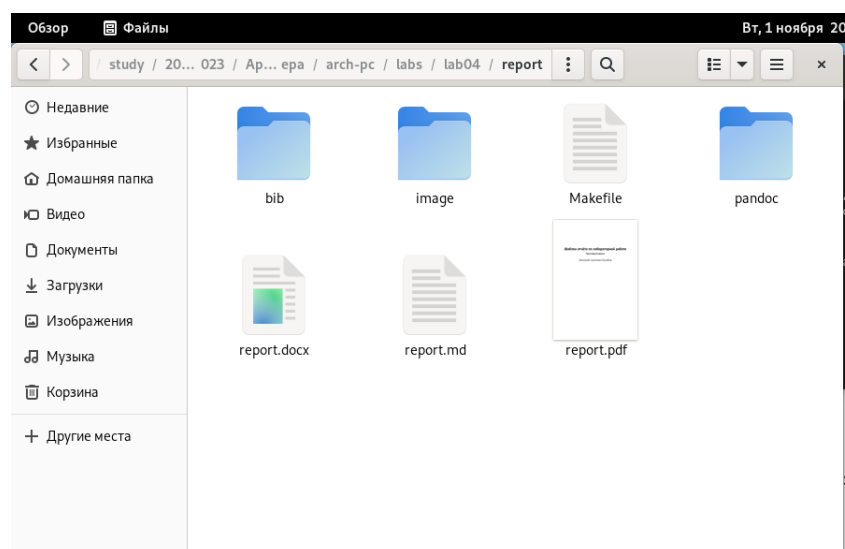 Обзор Файлы Вт, 1 ноября 20
/ study / 20... 023 / Ap... epa / arch-pc / labs / lab04 / report
Недавние
Избранные
Домашняя папка
Видео
Документы
Загрузки
Изображения
Музыка
Корзина
Другие места
bib image Makefile pandoc
report.docx report.md report.pdf